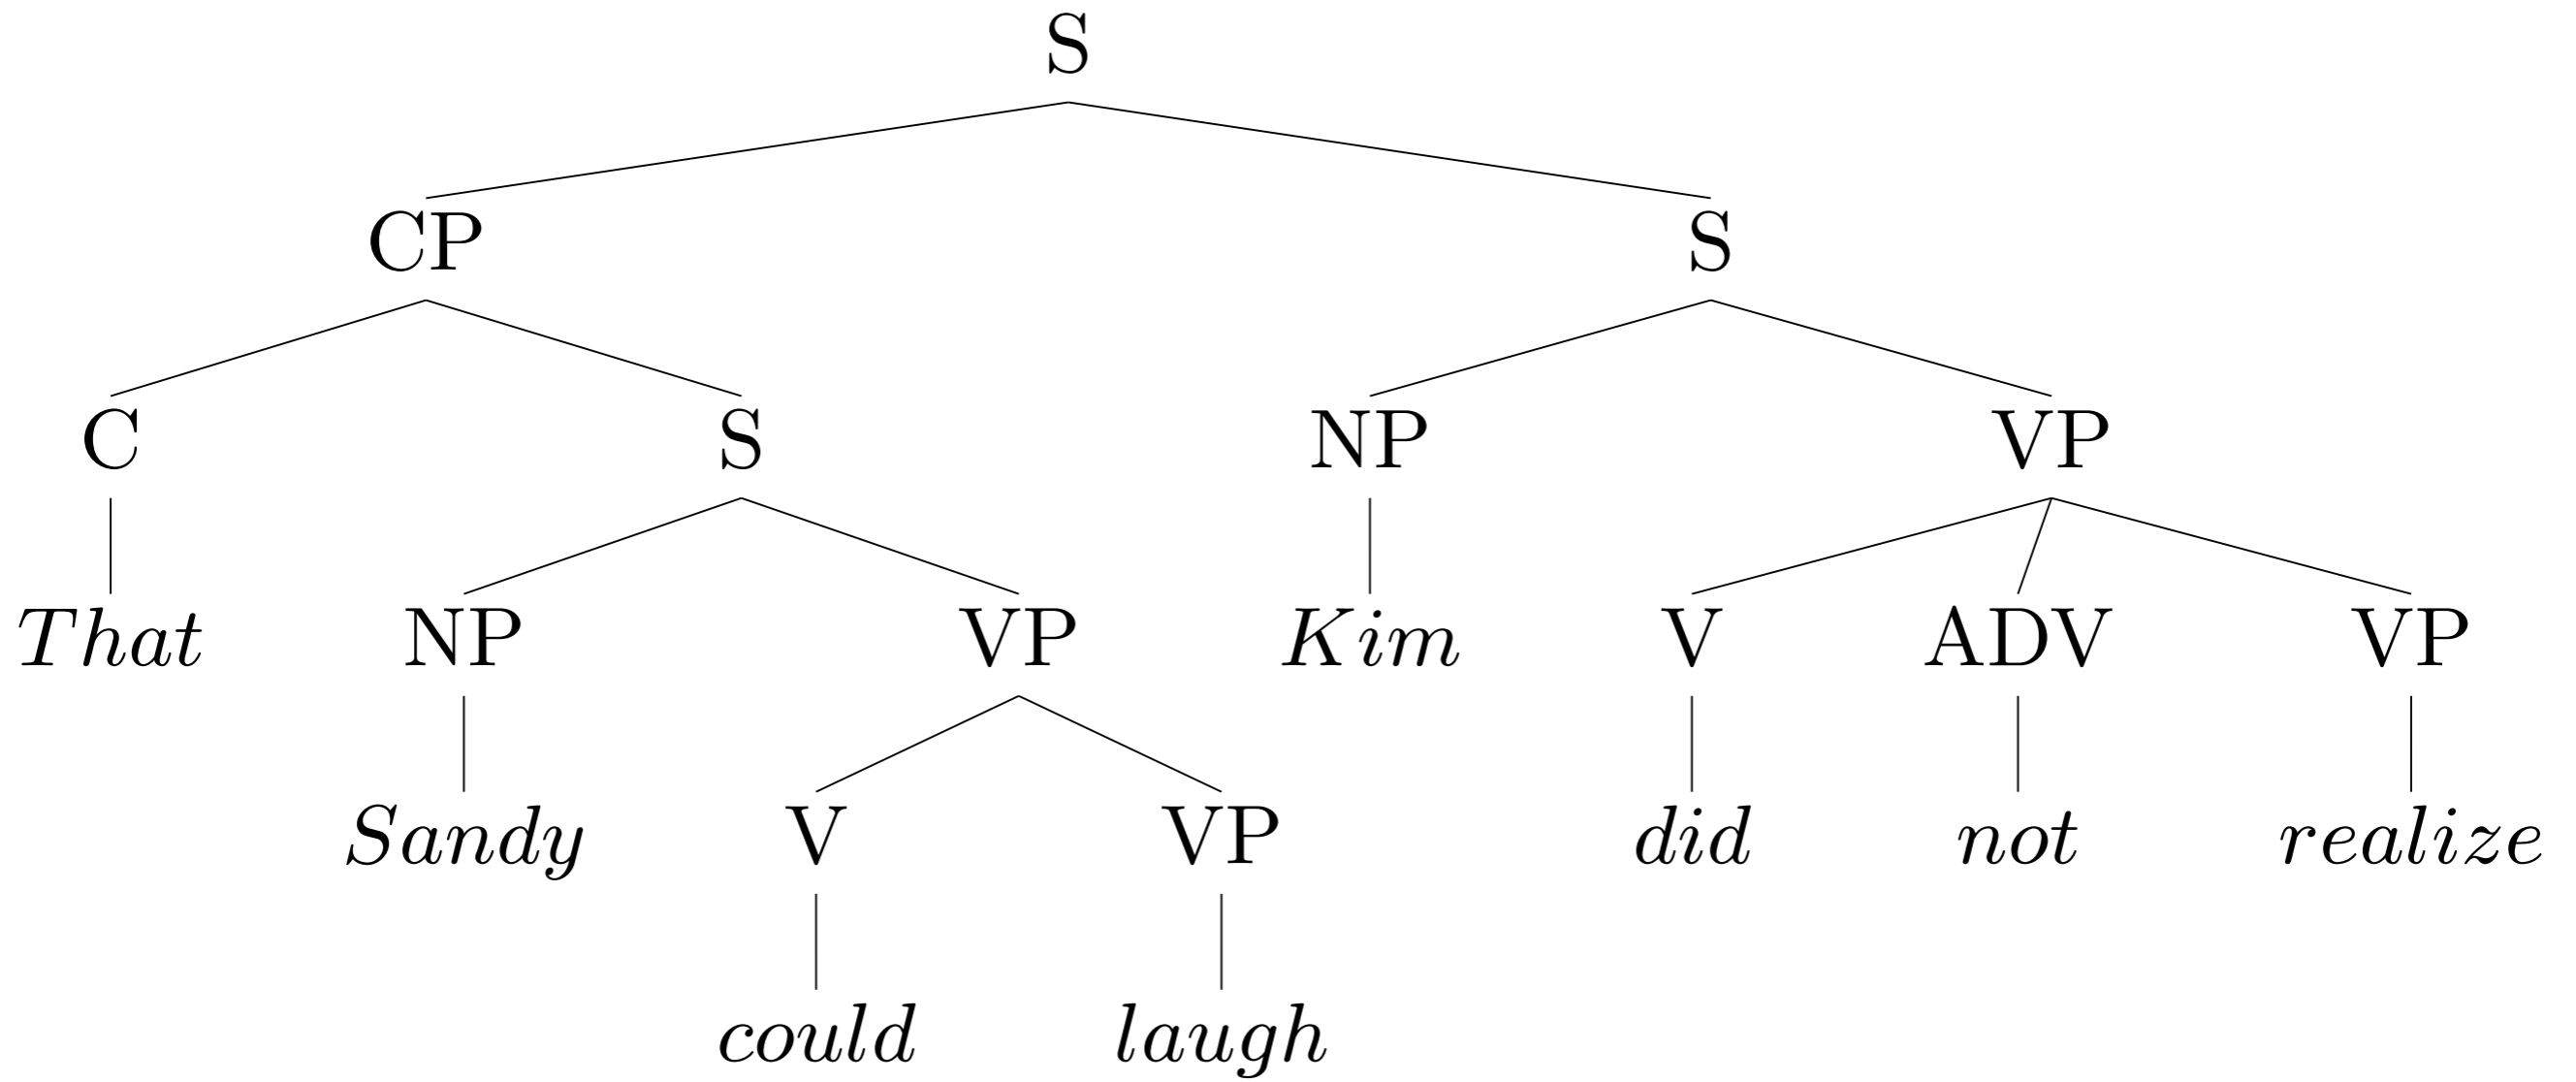 S
CP S
C S NP VP
That NP VP Kim V ADV VP
Sandy V VP did not realize
could laugh